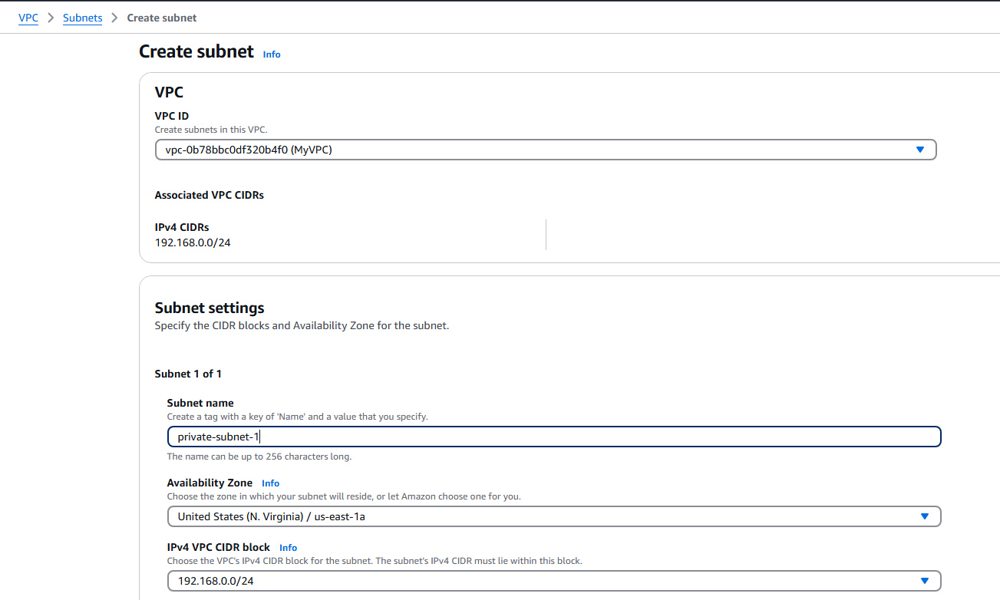 VPC > Subnets > Create subnet
Create subnet Info
VPC
VPC ID
Create subnets in this VPC.
vpc-0b78bbc0df320b4f0 (MyVPC)
Associated VPC CIDRs
IPv4 CIDRs
192.168.0.0/24
Subnet settings
Specify the CIDR blocks and Availability Zone for the subnet.
Subnet 1 of 1
Subnet name
Create a tag with a key of 'Name' and a value that you specify.
private-subnet-1
The name can be up to 256 characters long.
Availability Zone Info
Choose the zone in which your subnet will reside, or let Amazon choose one for you.
United States (N. Virginia) / us-east-1a
IPv4 VPC CIDR block Info
Choose the VPC's IPv4 CIDR block for the subnet. The subnet's IPv4 CIDR must lie within this block.
192.168.0.0/24